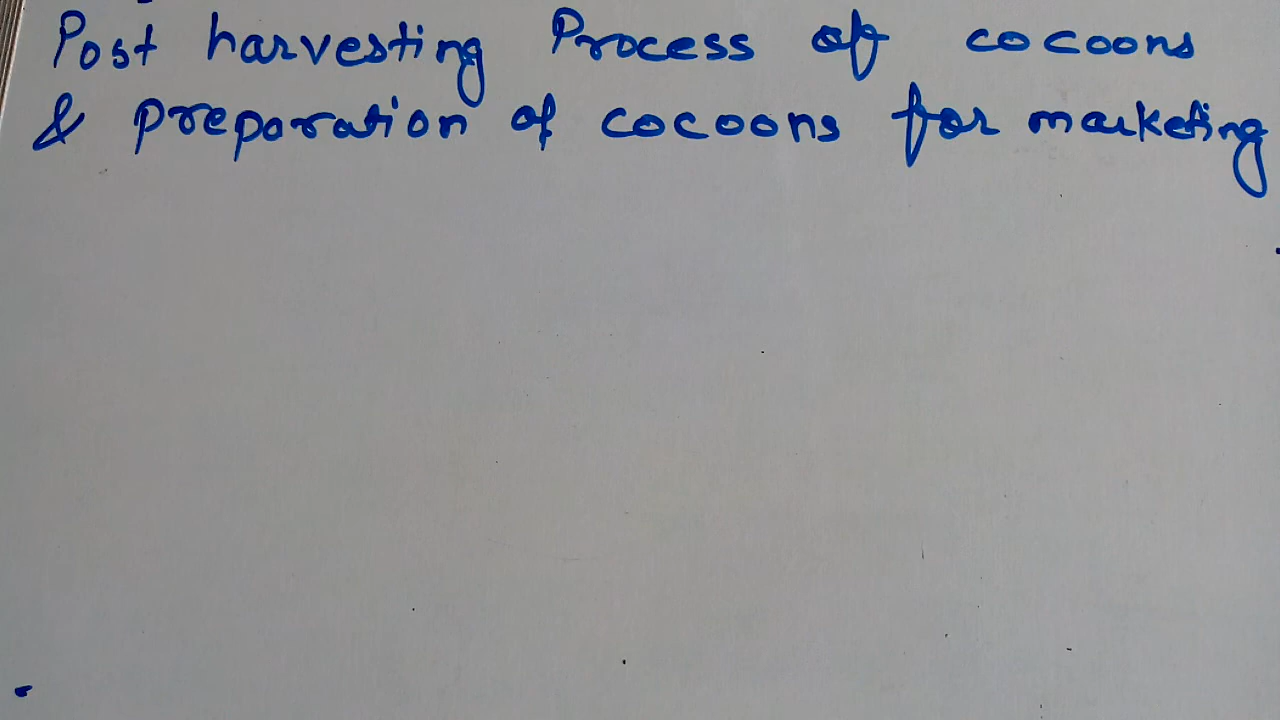 Post harvesting Process of cocoons
& preparation of cocoons for marketing